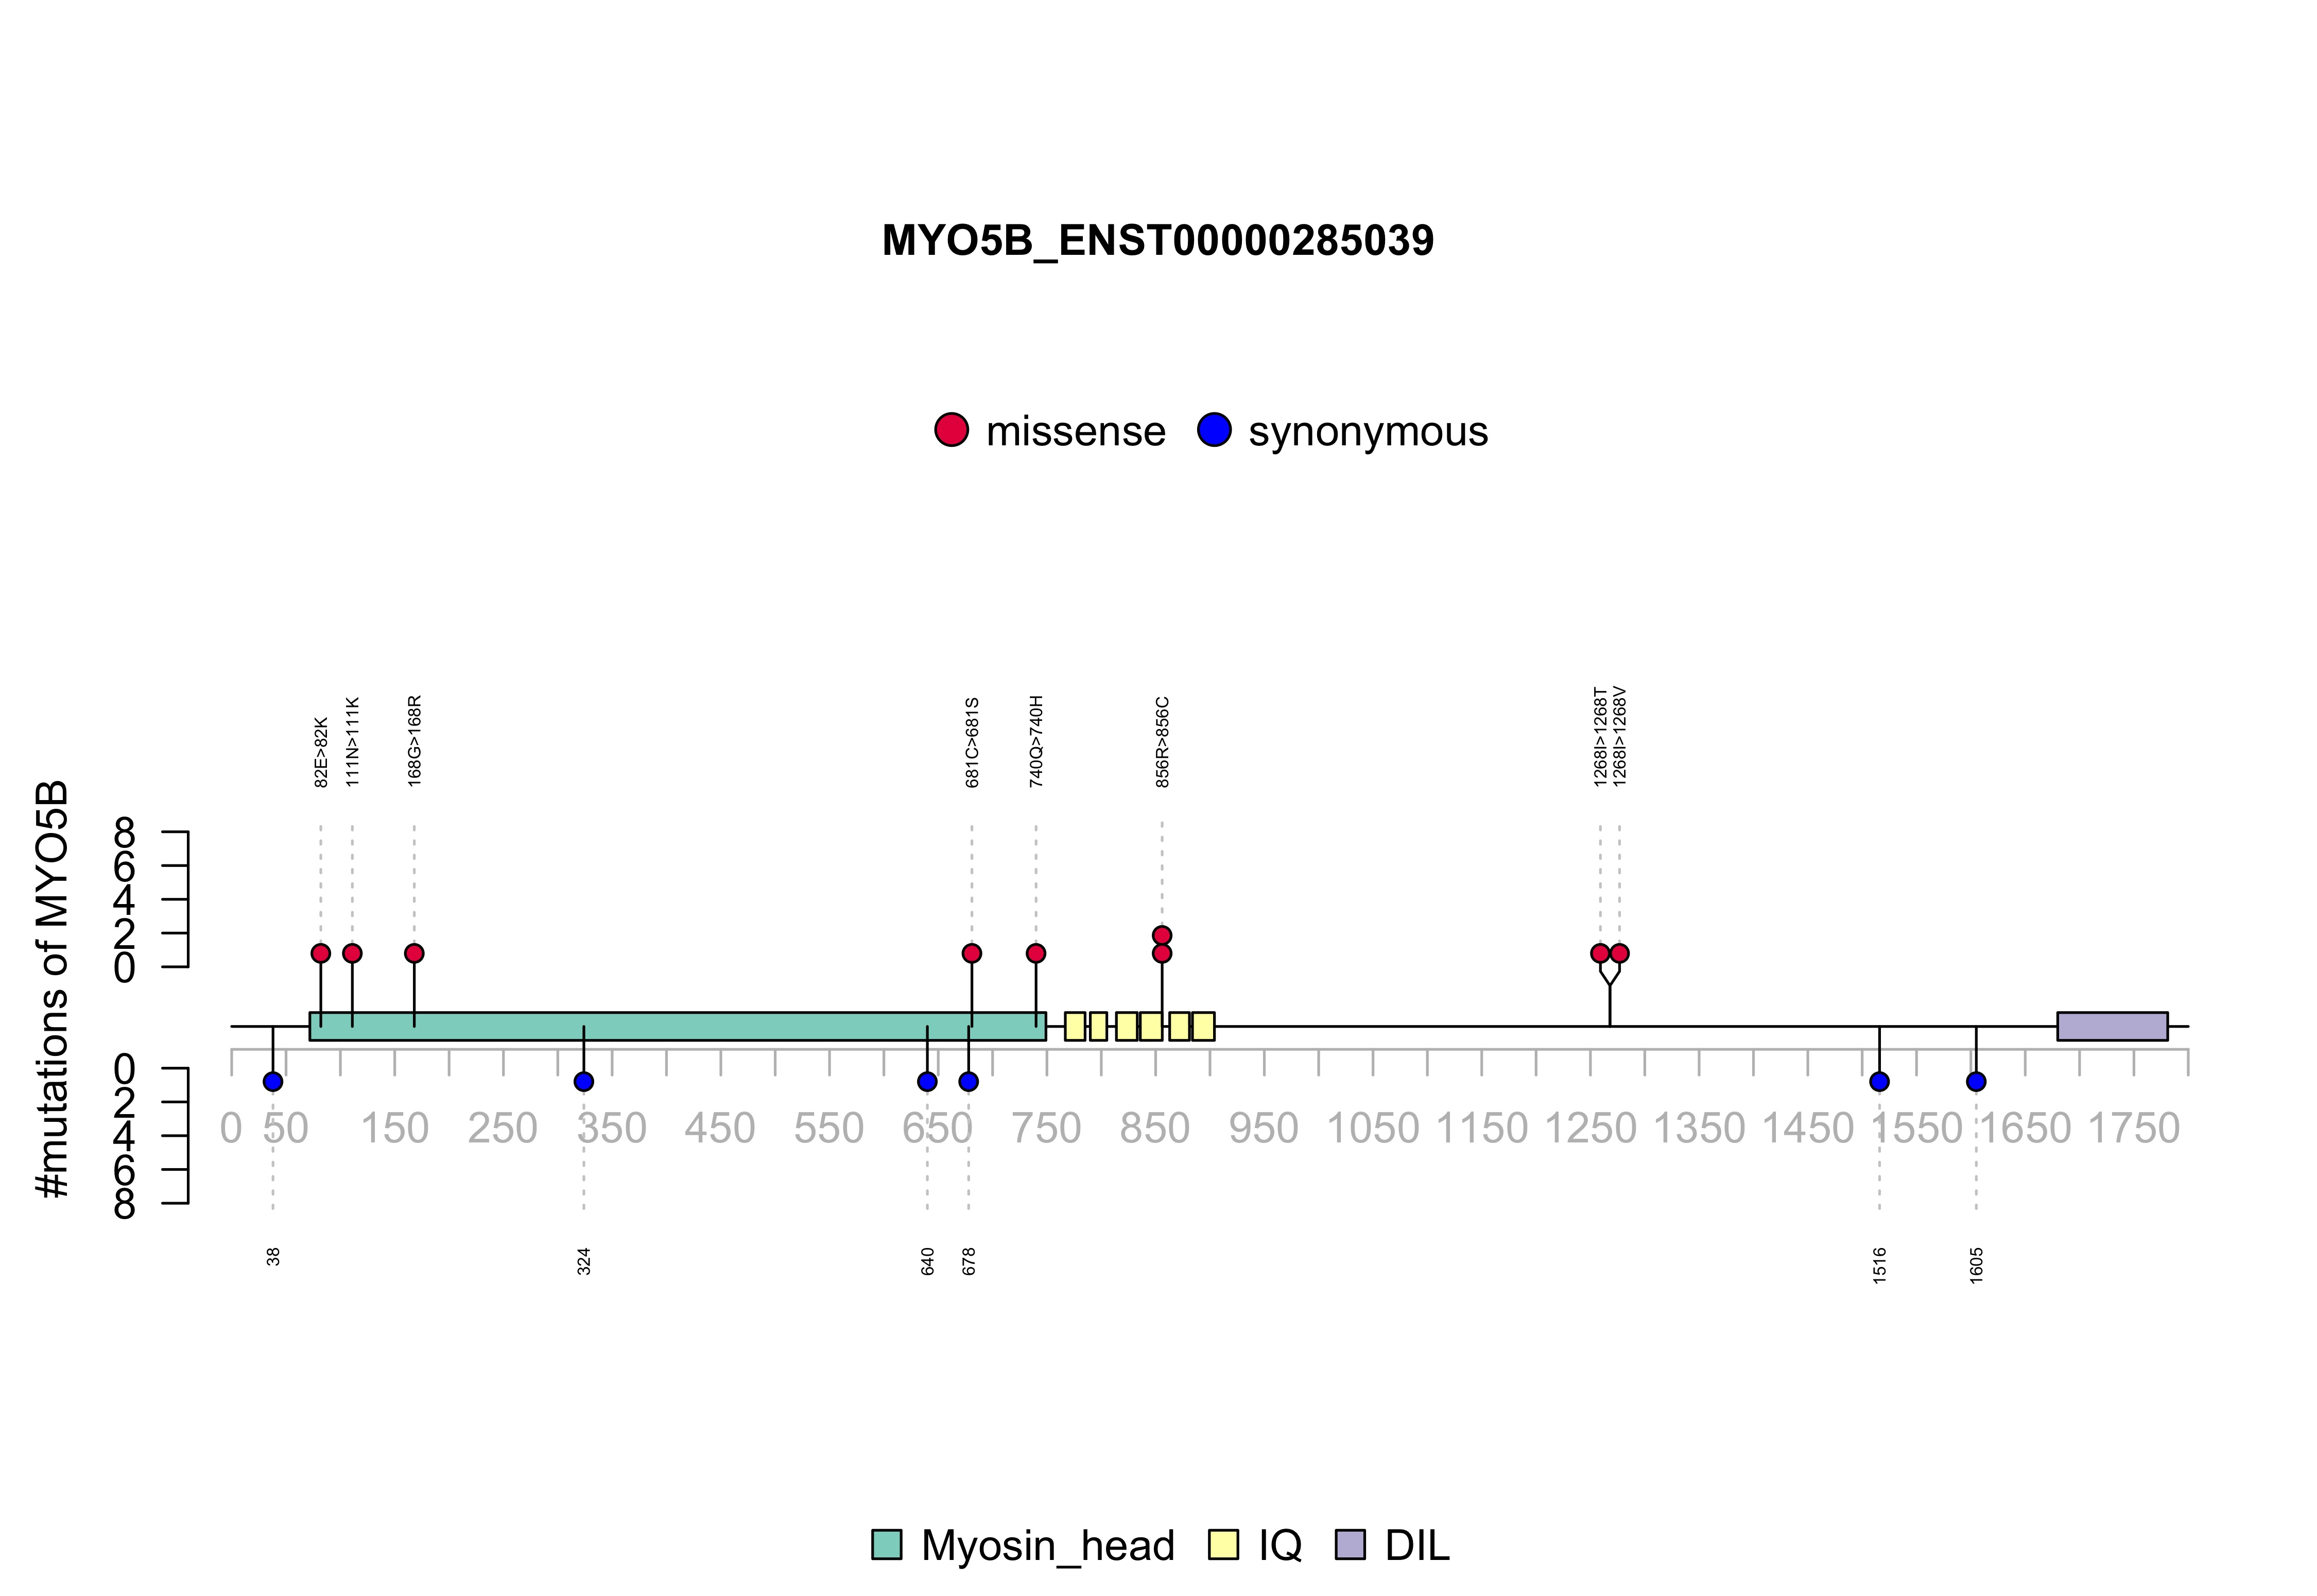 MYO5B_ENST00000285039
missense synonymous
82E>82K
111N>111K
168G>168R
681C>681S
740Q>740H
856R>856C
1268I>1268T
1268I>1268V
#mutations of MYO5B
8
6
4
2
0
0
2
4
6
8
0 50 150 250 350 450 550 650 750 850 950 1050 1150 1250 1350 1450 1550 1650 1750
38
324
640
678
1516
1605
Myosin_head IQ DIL